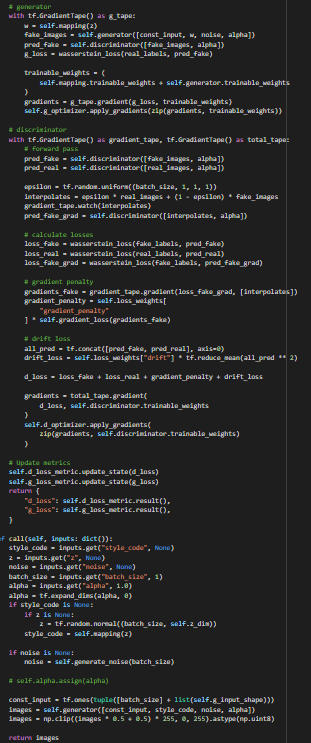 # generator
with tf.GradientTape() as g_tape:
w = self.mapping(z)
fake_images = self.generator([const_input, w, noise, alpha])
pred_fake = self.discriminator([fake_images, alpha])
g_loss = wasserstein_loss(real_labels, pred_fake)
trainable_weights = (
self.mapping.trainable_weights + self.generator.trainable_weights
)
gradients = g_tape.gradient(g_loss, trainable_weights)
self.g_optimizer.apply_gradients(zip(gradients, trainable_weights))
# discriminator
with tf.GradientTape() as gradient_tape, tf.GradientTape() as total_tape:
# forward pass
pred_fake = self.discriminator([fake_images, alpha])
pred_real = self.discriminator([real_images, alpha])
epsilon = tf.random.uniform((batch_size, 1, 1, 1))
interpolates = epsilon * real_images + (1 - epsilon) * fake_images
gradient_tape.watch(interpolates)
pred_fake_grad = self.discriminator([interpolates, alpha])
# calculate losses
loss_fake = wasserstein_loss(fake_labels, pred_fake)
loss_real = wasserstein_loss(real_labels, pred_real)
loss_fake_grad = wasserstein_loss(fake_labels, pred_fake_grad)
# gradient penalty
gradients_fake = gradient_tape.gradient(loss_fake_grad, [interpolates])
gradient_penalty = self.loss_weights[
"gradient_penalty"
] * self.gradient_loss(gradients_fake)
# drift loss
all_pred = tf.concat([pred_fake, pred_real], axis=0)
drift_loss = self.loss_weights["drift"] * tf.reduce_mean(all_pred ** 2)
d_loss = loss_fake + loss_real + gradient_penalty + drift_loss
gradients = total_tape.gradient(
d_loss, self.discriminator.trainable_weights
)
self.d_optimizer.apply_gradients(
zip(gradients, self.discriminator.trainable_weights)
)
# Update metrics
self.d_loss_metric.update_state(d_loss)
self.g_loss_metric.update_state(g_loss)
return {
"d_loss": self.d_loss_metric.result(),
"g_loss": self.g_loss_metric.result(),
}
ef call(self, inputs: dict()):
style_code = inputs.get("style_code", None)
z = inputs.get("z", None)
noise = inputs.get("noise", None)
batch_size = inputs.get("batch_size", 1)
alpha = inputs.get("alpha", 1.0)
alpha = tf.expand_dims(alpha, 0)
if style_code is None:
if z is None:
z = tf.random.normal((batch_size, self.z_dim))
style_code = self.mapping(z)
if noise is None:
noise = self.generate_noise(batch_size)
# self.alpha.assign(alpha)
const_input = tf.ones(tuple([batch_size] + list(self.g_input_shape)))
images = self.generator([const_input, style_code, noise, alpha])
images = np.clip((images * 0.5 + 0.5) * 255, 0, 255).astype(np.uint8)
return images